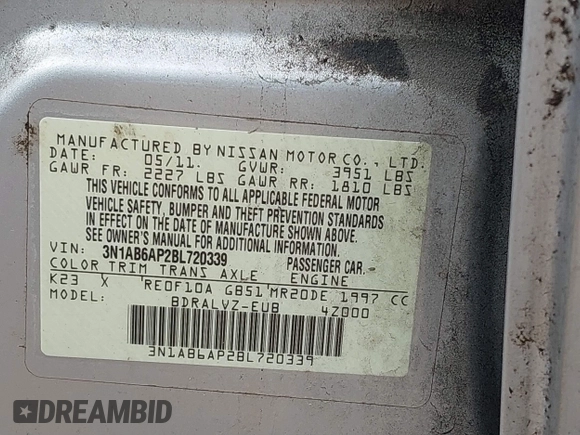 MANUFACTURED BY NISSAN MOTOR CO., LTD.
DATE: 05/11. GVWR: 3951 LBS
GAWR FR: 2227 LBS GAWR RR: 1810 LBS
THIS VEHICLE CONFORMS TO ALL APPLICABLE FEDERAL MOTOR
VEHICLE SAFETY, BUMPER AND THEFT PREVENTION STANDARDS
IN EFFECT ON THE DATE OF MANUFACTURE SHOWN ABOVE.
SEE OWNER'S MANUAL FOR ADDITIONAL INFORMATION.
VIN: 3N1AB6AP2BL720339 PASSENGER CAR.
COLOR TRIM TRANS AXLE ENGINE
K23 X RE0F10A GB51 MR20DE 1997 CC
MODEL: BDRALVZ-EUB 4Z000
3N1AB6AP2BL720339
DREAMBID